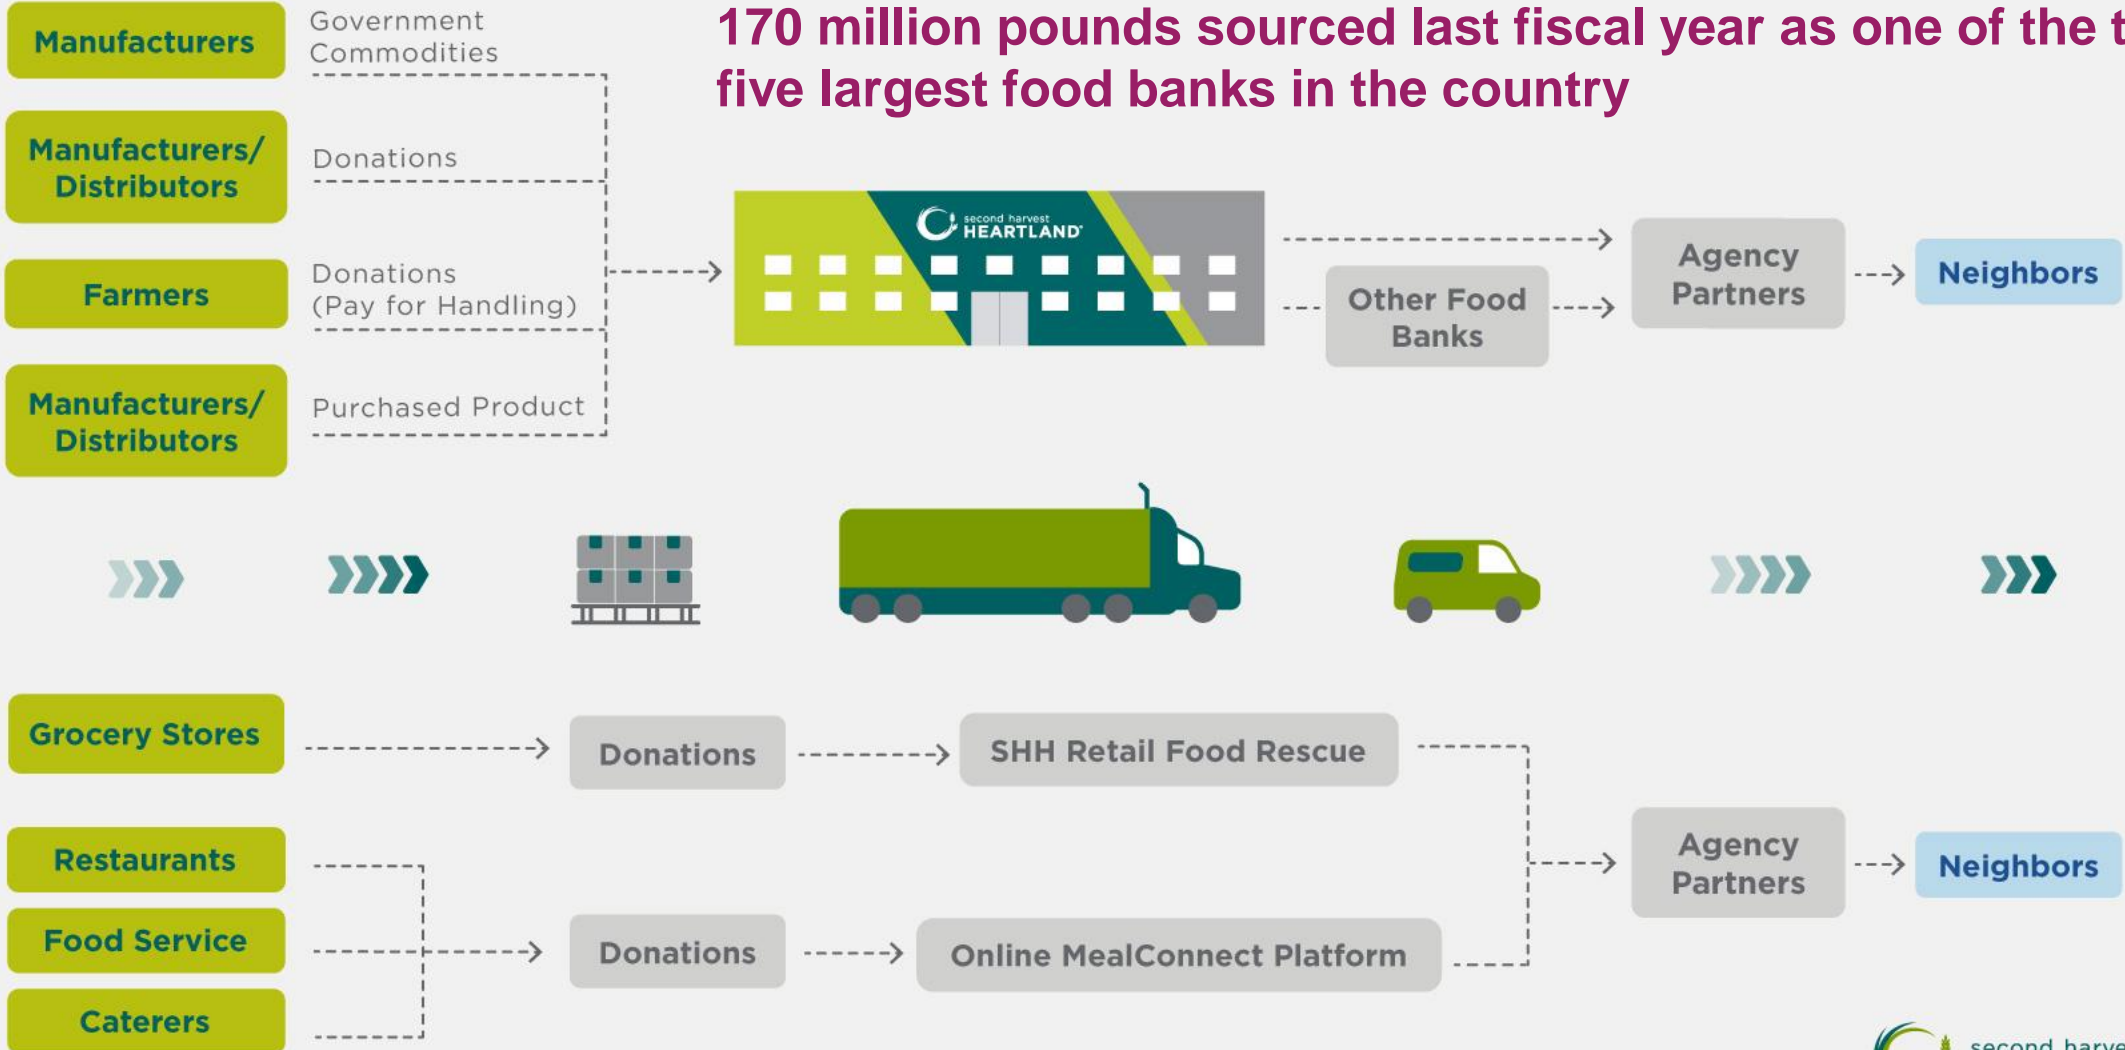 170 million pounds sourced last fiscal year as one of the
five largest food banks in the country
Manufacturers
Government
Commodities
Manufacturers/
Distributors
Donations
Farmers
Donations
(Pay for Handling)
Manufacturers/
Distributors
Purchased Product
second harvest
HEARTLAND
Other Food
Banks
Agency
Partners
Neighbors
Grocery Stores
Donations
SHH Retail Food Rescue
Restaurants
Food Service
Caterers
Donations
Online MealConnect Platform
Agency
Partners
Neighbors
second